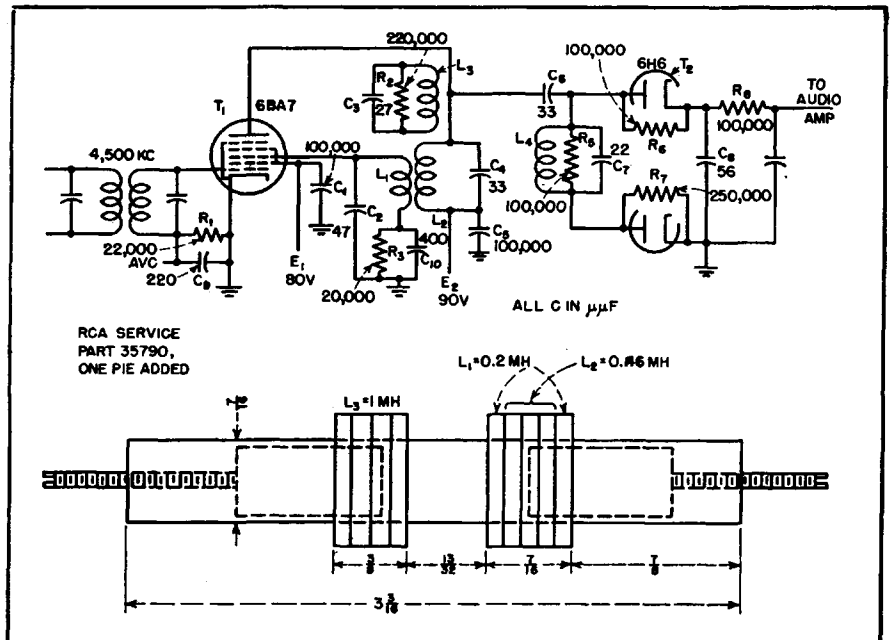 220,000
L3
100,000
6H6
T2
T1
6BA7
R2
C3
27
C6
33
R8
100,000
TO
AUDIO
AMP
4,500 KC
100,000
C1
L1
L2
C4
33
L4
R5
22
C7
R6
R7
C8
56
250,000
R1
22,000
AVC
220
C9
C2
47
R3
400
C10
C5
100,000
100,000
20,000
E1
80V
E2
90V
ALL C IN µµF
RCA SERVICE
PART 35790,
ONE PIE ADDED
L1=0.2 MH
L2=0.146 MH
L3=1 MH
7/16
3/8
13/32
7/16
7/8
3 3/16